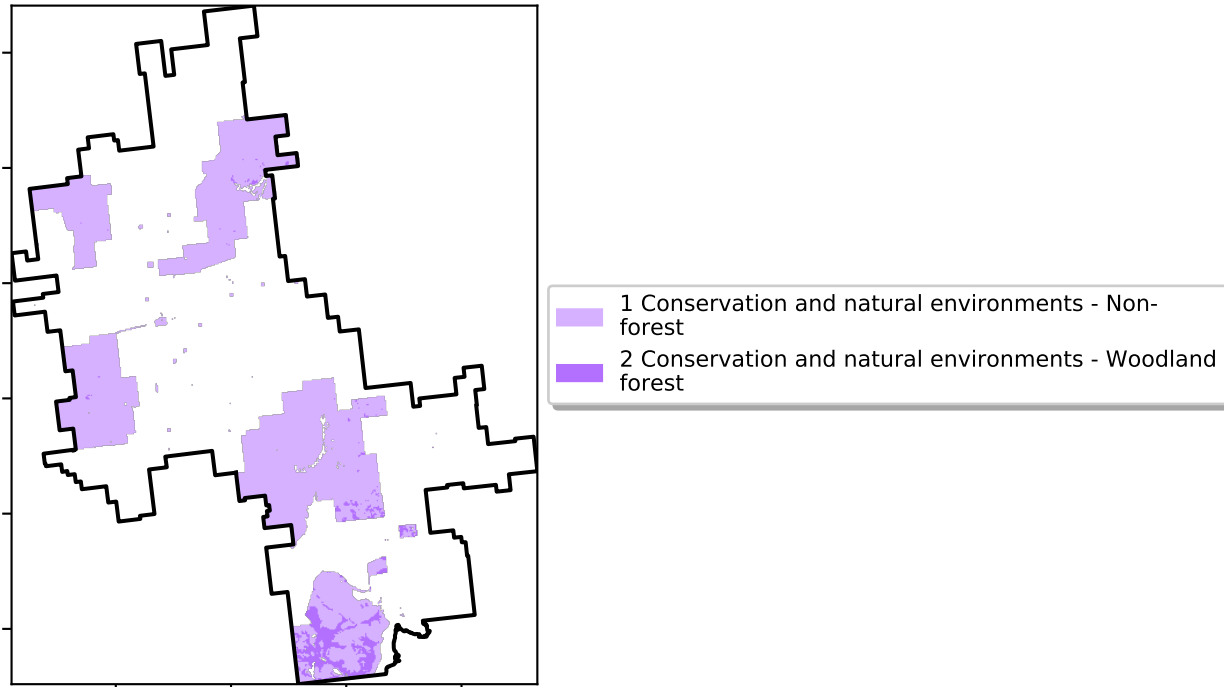 1 Conservation and natural environments - Non-
forest
2 Conservation and natural environments - Woodland
forest